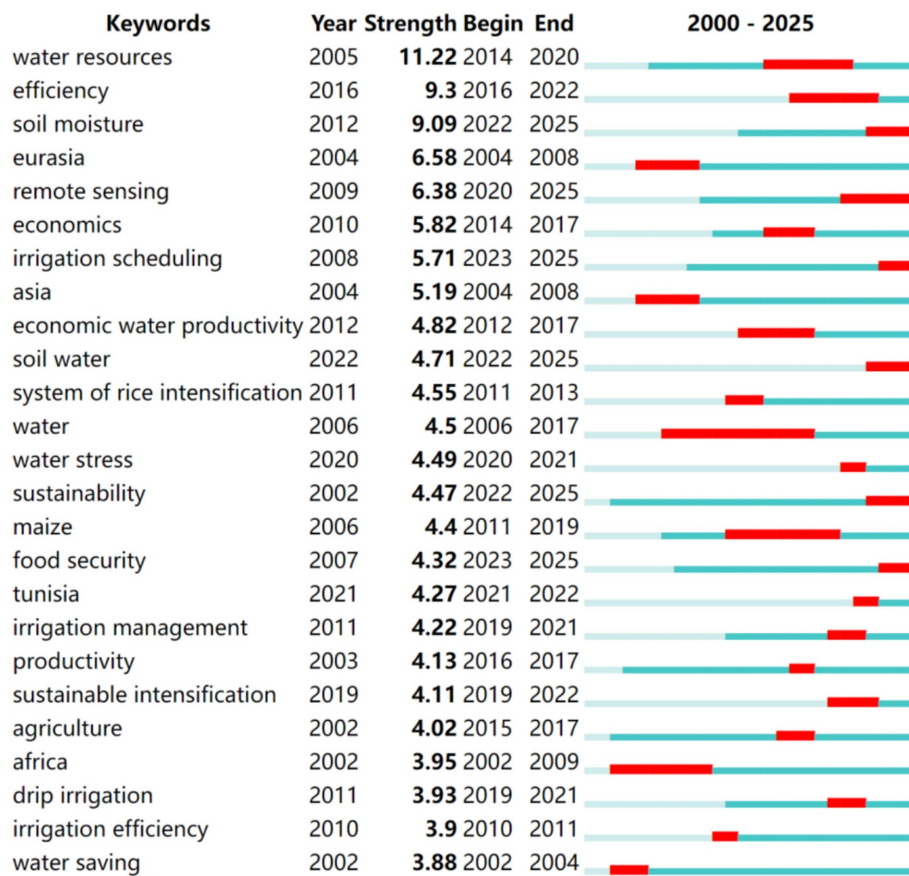 Keywords Year Strength Begin End 2000 - 2025
water resources 2005 11.22 2014 2020
efficiency 2016 9.3 2016 2022
soil moisture 2012 9.09 2022 2025
eurasia 2004 6.58 2004 2008
remote sensing 2009 6.38 2020 2025
economics 2010 5.82 2014 2017
irrigation scheduling 2008 5.71 2023 2025
asia 2004 5.19 2004 2008
economic water productivity 2012 4.82 2012 2017
soil water 2022 4.71 2022 2025
system of rice intensification 2011 4.55 2011 2013
water 2006 4.5 2006 2017
water stress 2020 4.49 2020 2021
sustainability 2002 4.47 2022 2025
maize 2006 4.4 2011 2019
food security 2007 4.32 2023 2025
tunisia 2021 4.27 2021 2022
irrigation management 2011 4.22 2019 2021
productivity 2003 4.13 2016 2017
sustainable intensification 2019 4.11 2019 2022
agriculture 2002 4.02 2015 2017
africa 2002 3.95 2002 2009
drip irrigation 2011 3.93 2019 2021
irrigation efficiency 2010 3.9 2010 2011
water saving 2002 3.88 2002 2004